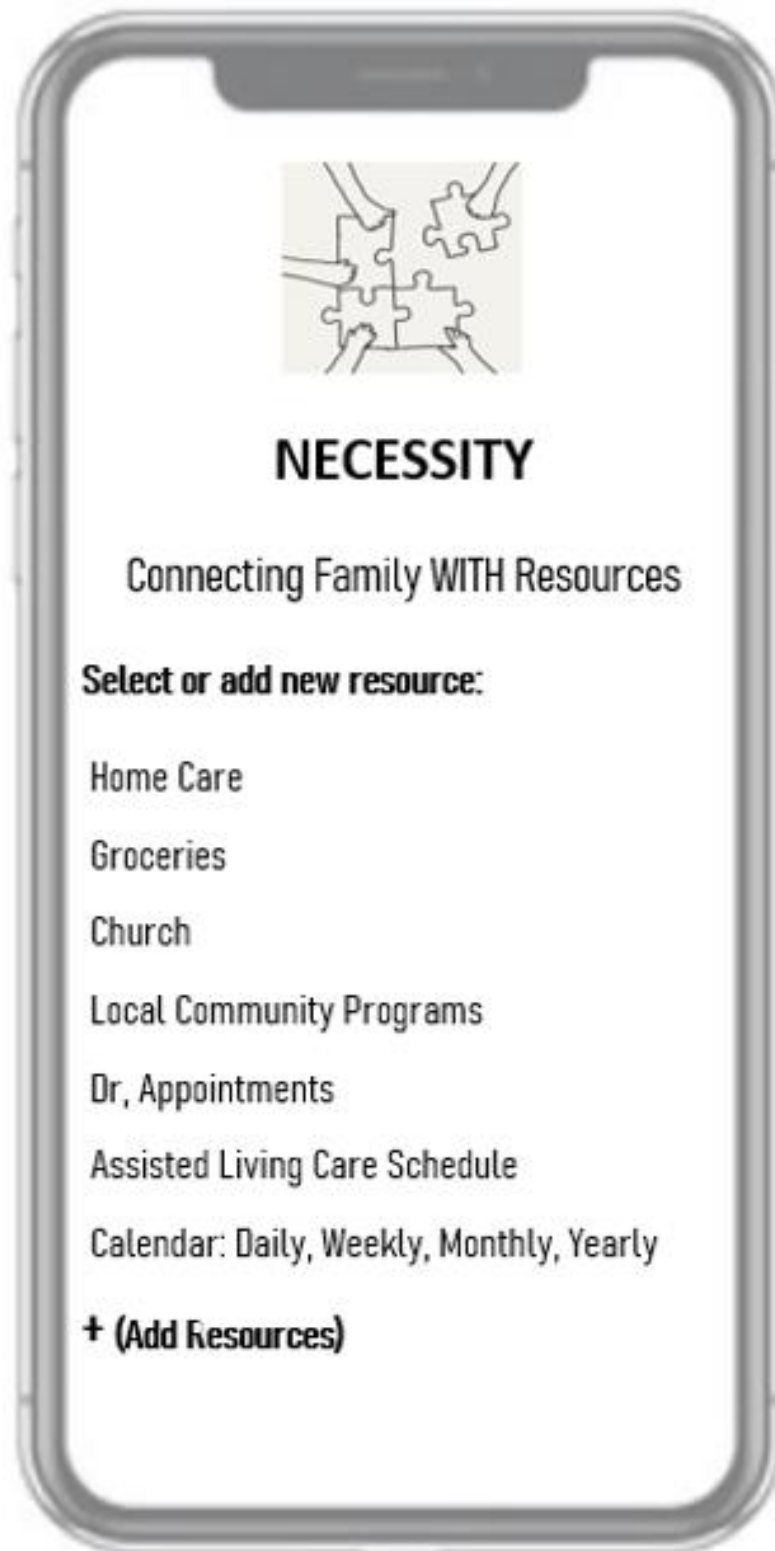 NECESSITY
Connecting Family WITH Resources
Select or add new resource:
Home Care
Groceries
Church
Local Community Programs
Dr, Appointments
Assisted Living Care Schedule
Calendar: Daily, Weekly, Monthly, Yearly
+ (Add Resources)